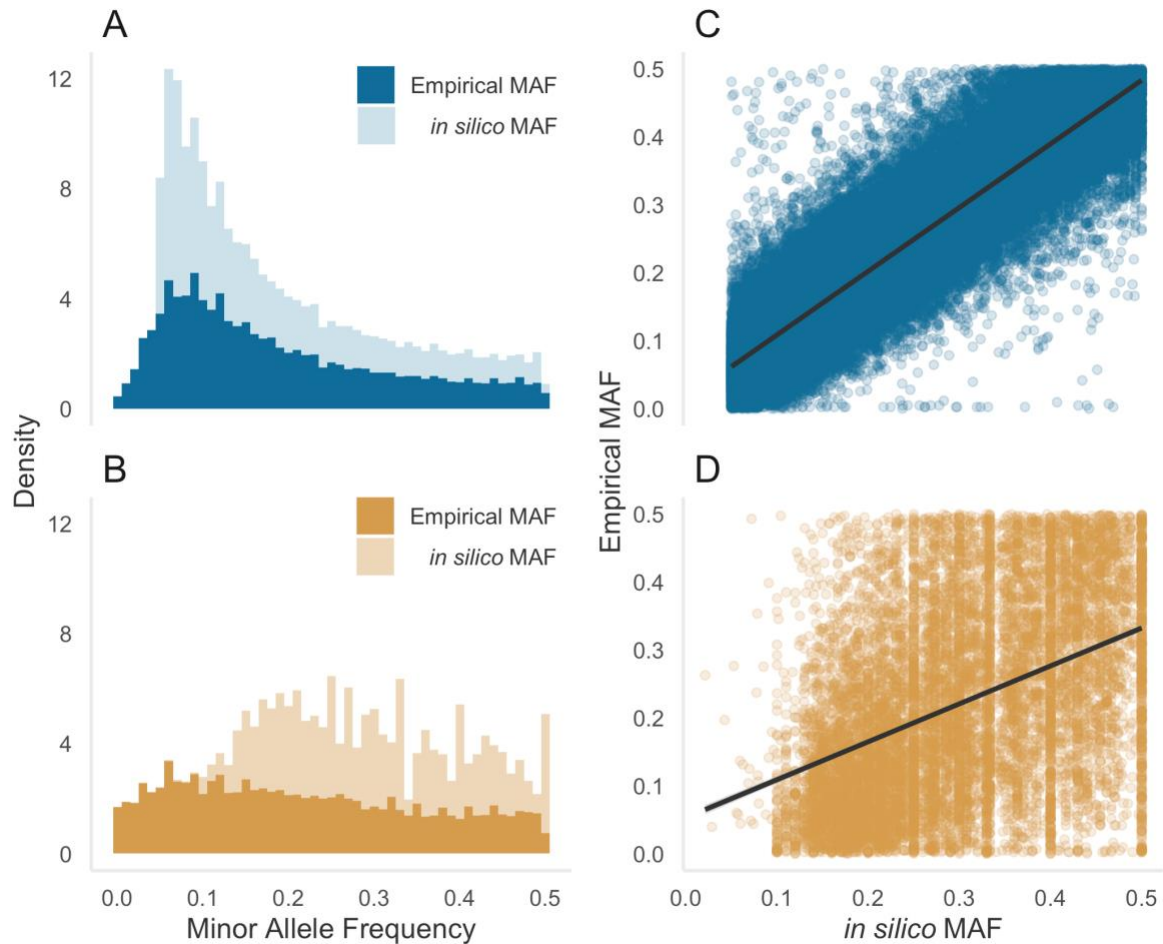 A
12
8
4
0
Empirical MAF
in silico MAF
B
12
8
4
0
Empirical MAF
in silico MAF
Density
0.0 0.1 0.2 0.3 0.4 0.5
Minor Allele Frequency
C
0.5
0.4
0.3
0.2
0.1
0.0
D
0.5
0.4
0.3
0.2
0.1
0.0
Empirical MAF
0.0 0.1 0.2 0.3 0.4 0.5
in silico MAF